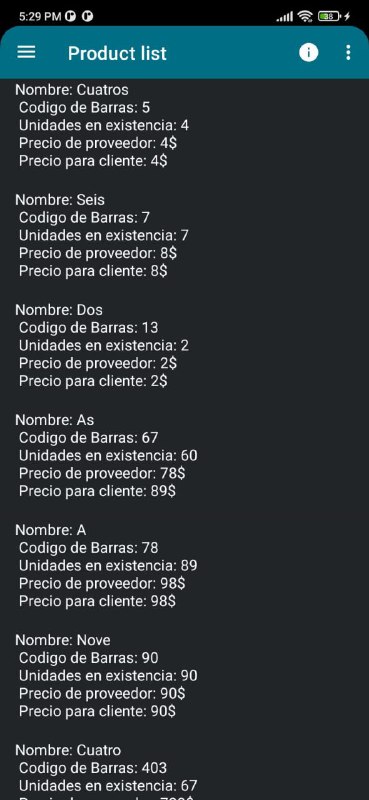 5:29 PM
38
Product list
Nombre: Cuatros
Codigo de Barras: 5
Unidades en existencia: 4
Precio de proveedor: 4$
Precio para cliente: 4$
Nombre: Seis
Codigo de Barras: 7
Unidades en existencia: 7
Precio de proveedor: 8$
Precio para cliente: 8$
Nombre: Dos
Codigo de Barras: 13
Unidades en existencia: 2
Precio de proveedor: 2$
Precio para cliente: 2$
Nombre: As
Codigo de Barras: 67
Unidades en existencia: 60
Precio de proveedor: 78$
Precio para cliente: 89$
Nombre: A
Codigo de Barras: 78
Unidades en existencia: 89
Precio de proveedor: 98$
Precio para cliente: 98$
Nombre: Nove
Codigo de Barras: 90
Unidades en existencia: 90
Precio de proveedor: 90$
Precio para cliente: 90$
Nombre: Cuatro
Codigo de Barras: 403
Unidades en existencia: 67